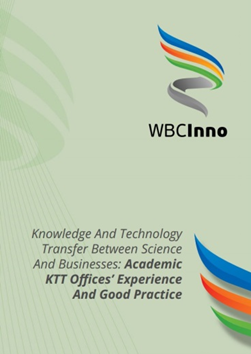 WBCInno
Knowledge And Technology
Transfer Between Science
And Businesses: Academic
KTT Offices' Experience
And Good Practice